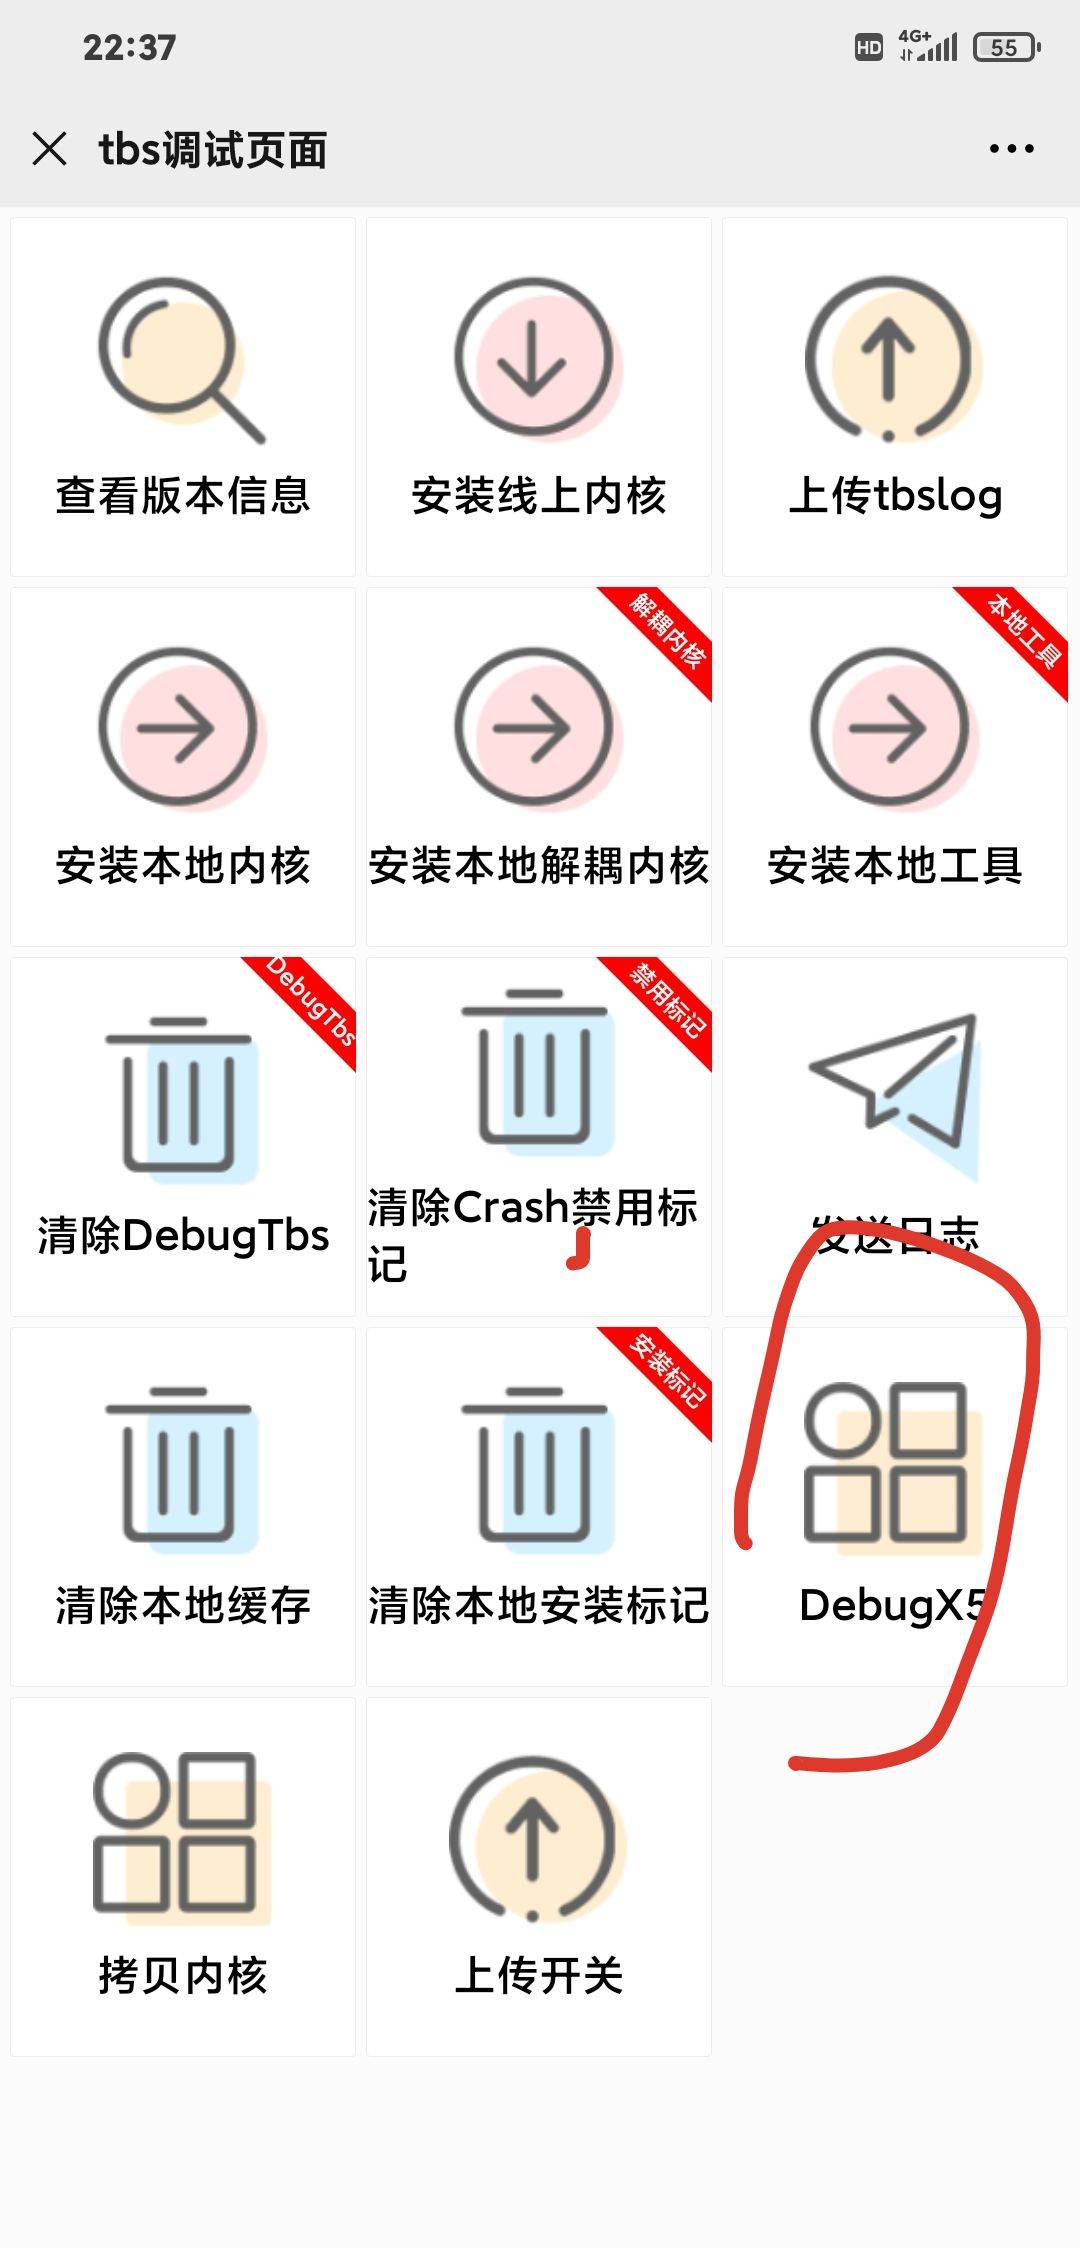 22:37
HD 4G+ 55
tbs调试页面
查看版本信息
安装线上内核
上传tbslog
解耦内核
本地工具
安装本地内核
安装本地解耦内核
安装本地工具
DebugTbs
禁用标记
清除DebugTbs
清除Crash禁用标
记
发送日志
安装标记
清除本地缓存
清除本地安装标记
DebugX5
拷贝内核
上传开关